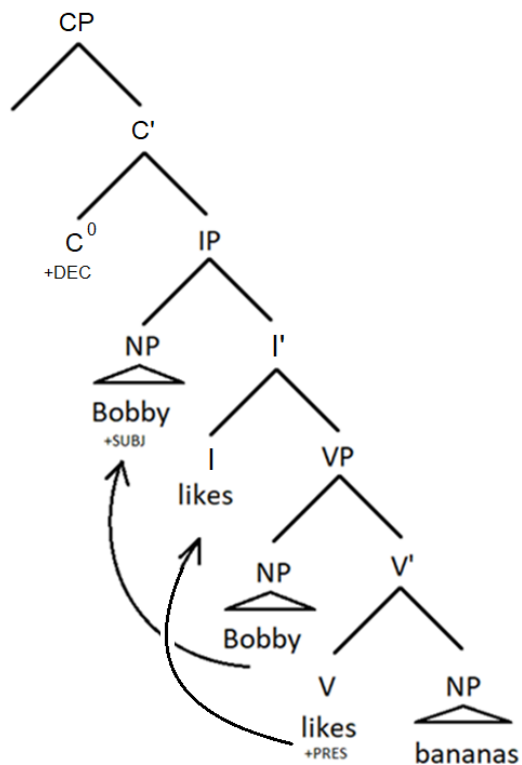 CP
C'
C0
+DEC
IP
NP
I'
Bobby
+SUBJ
I
likes
VP
NP
V'
Bobby
V
NP
likes
+PRES
bananas